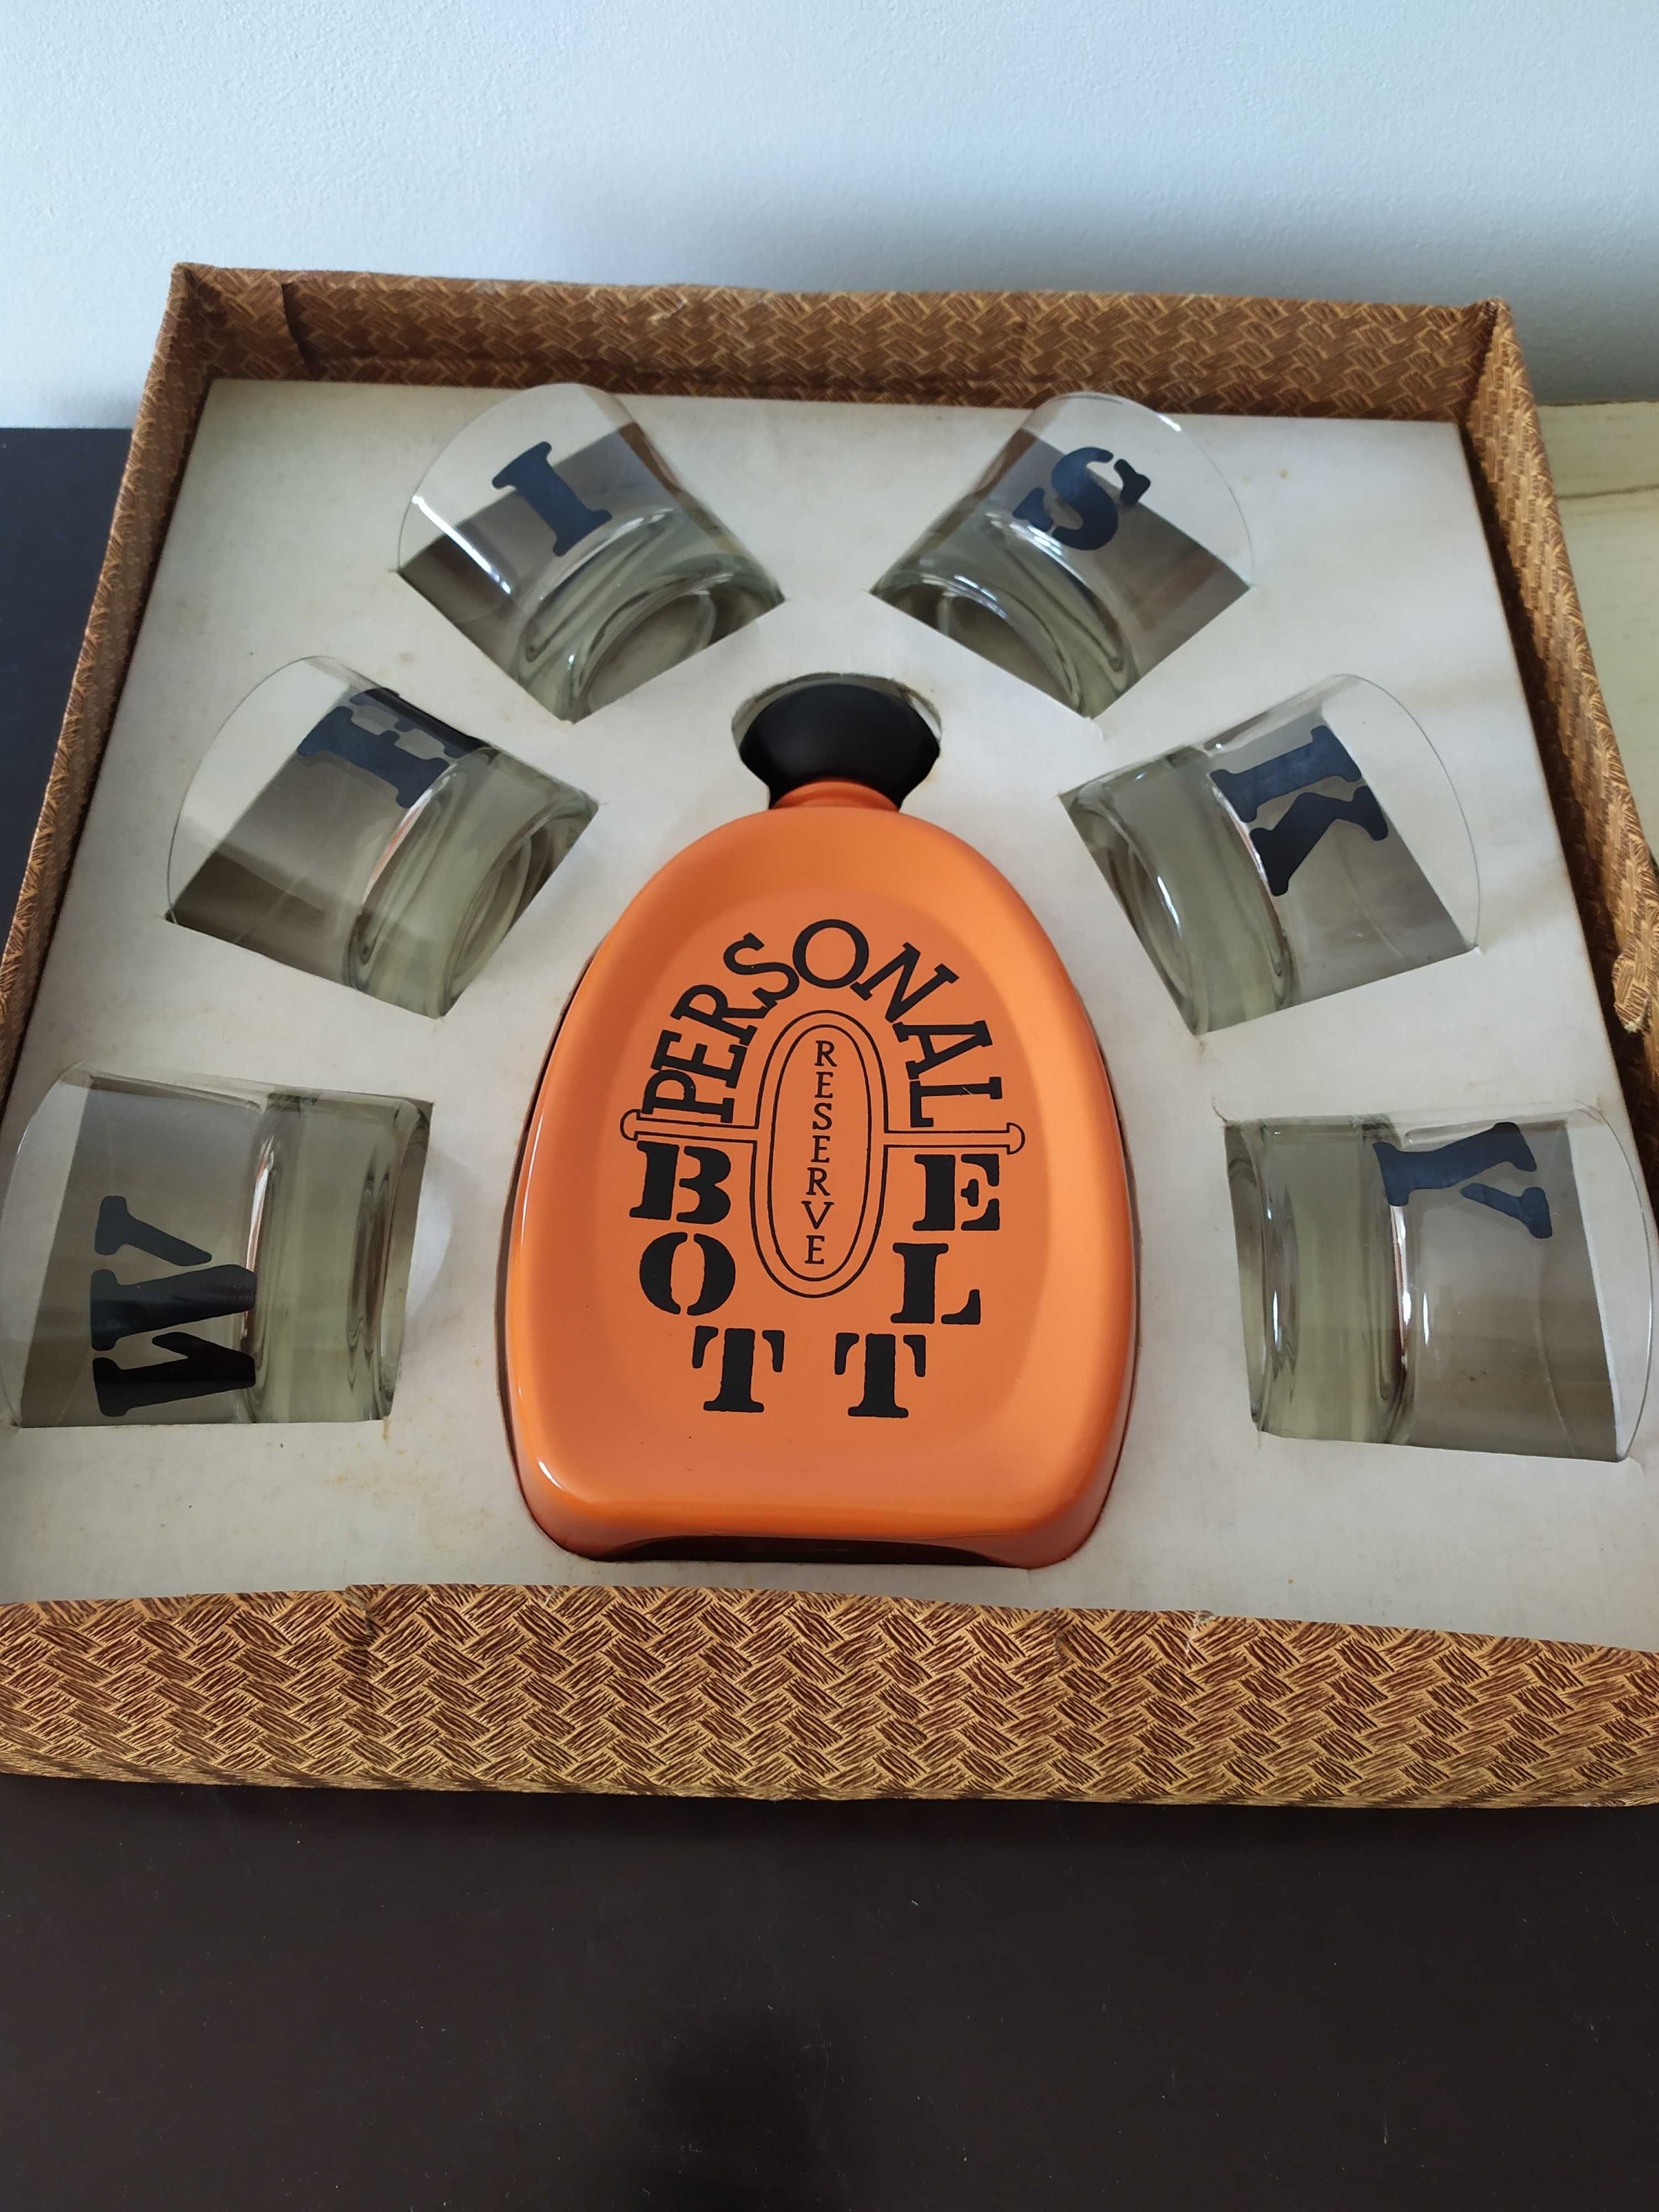 W
H
I
S
K
Y
PERSONAL
RESERVE
BOTTLE